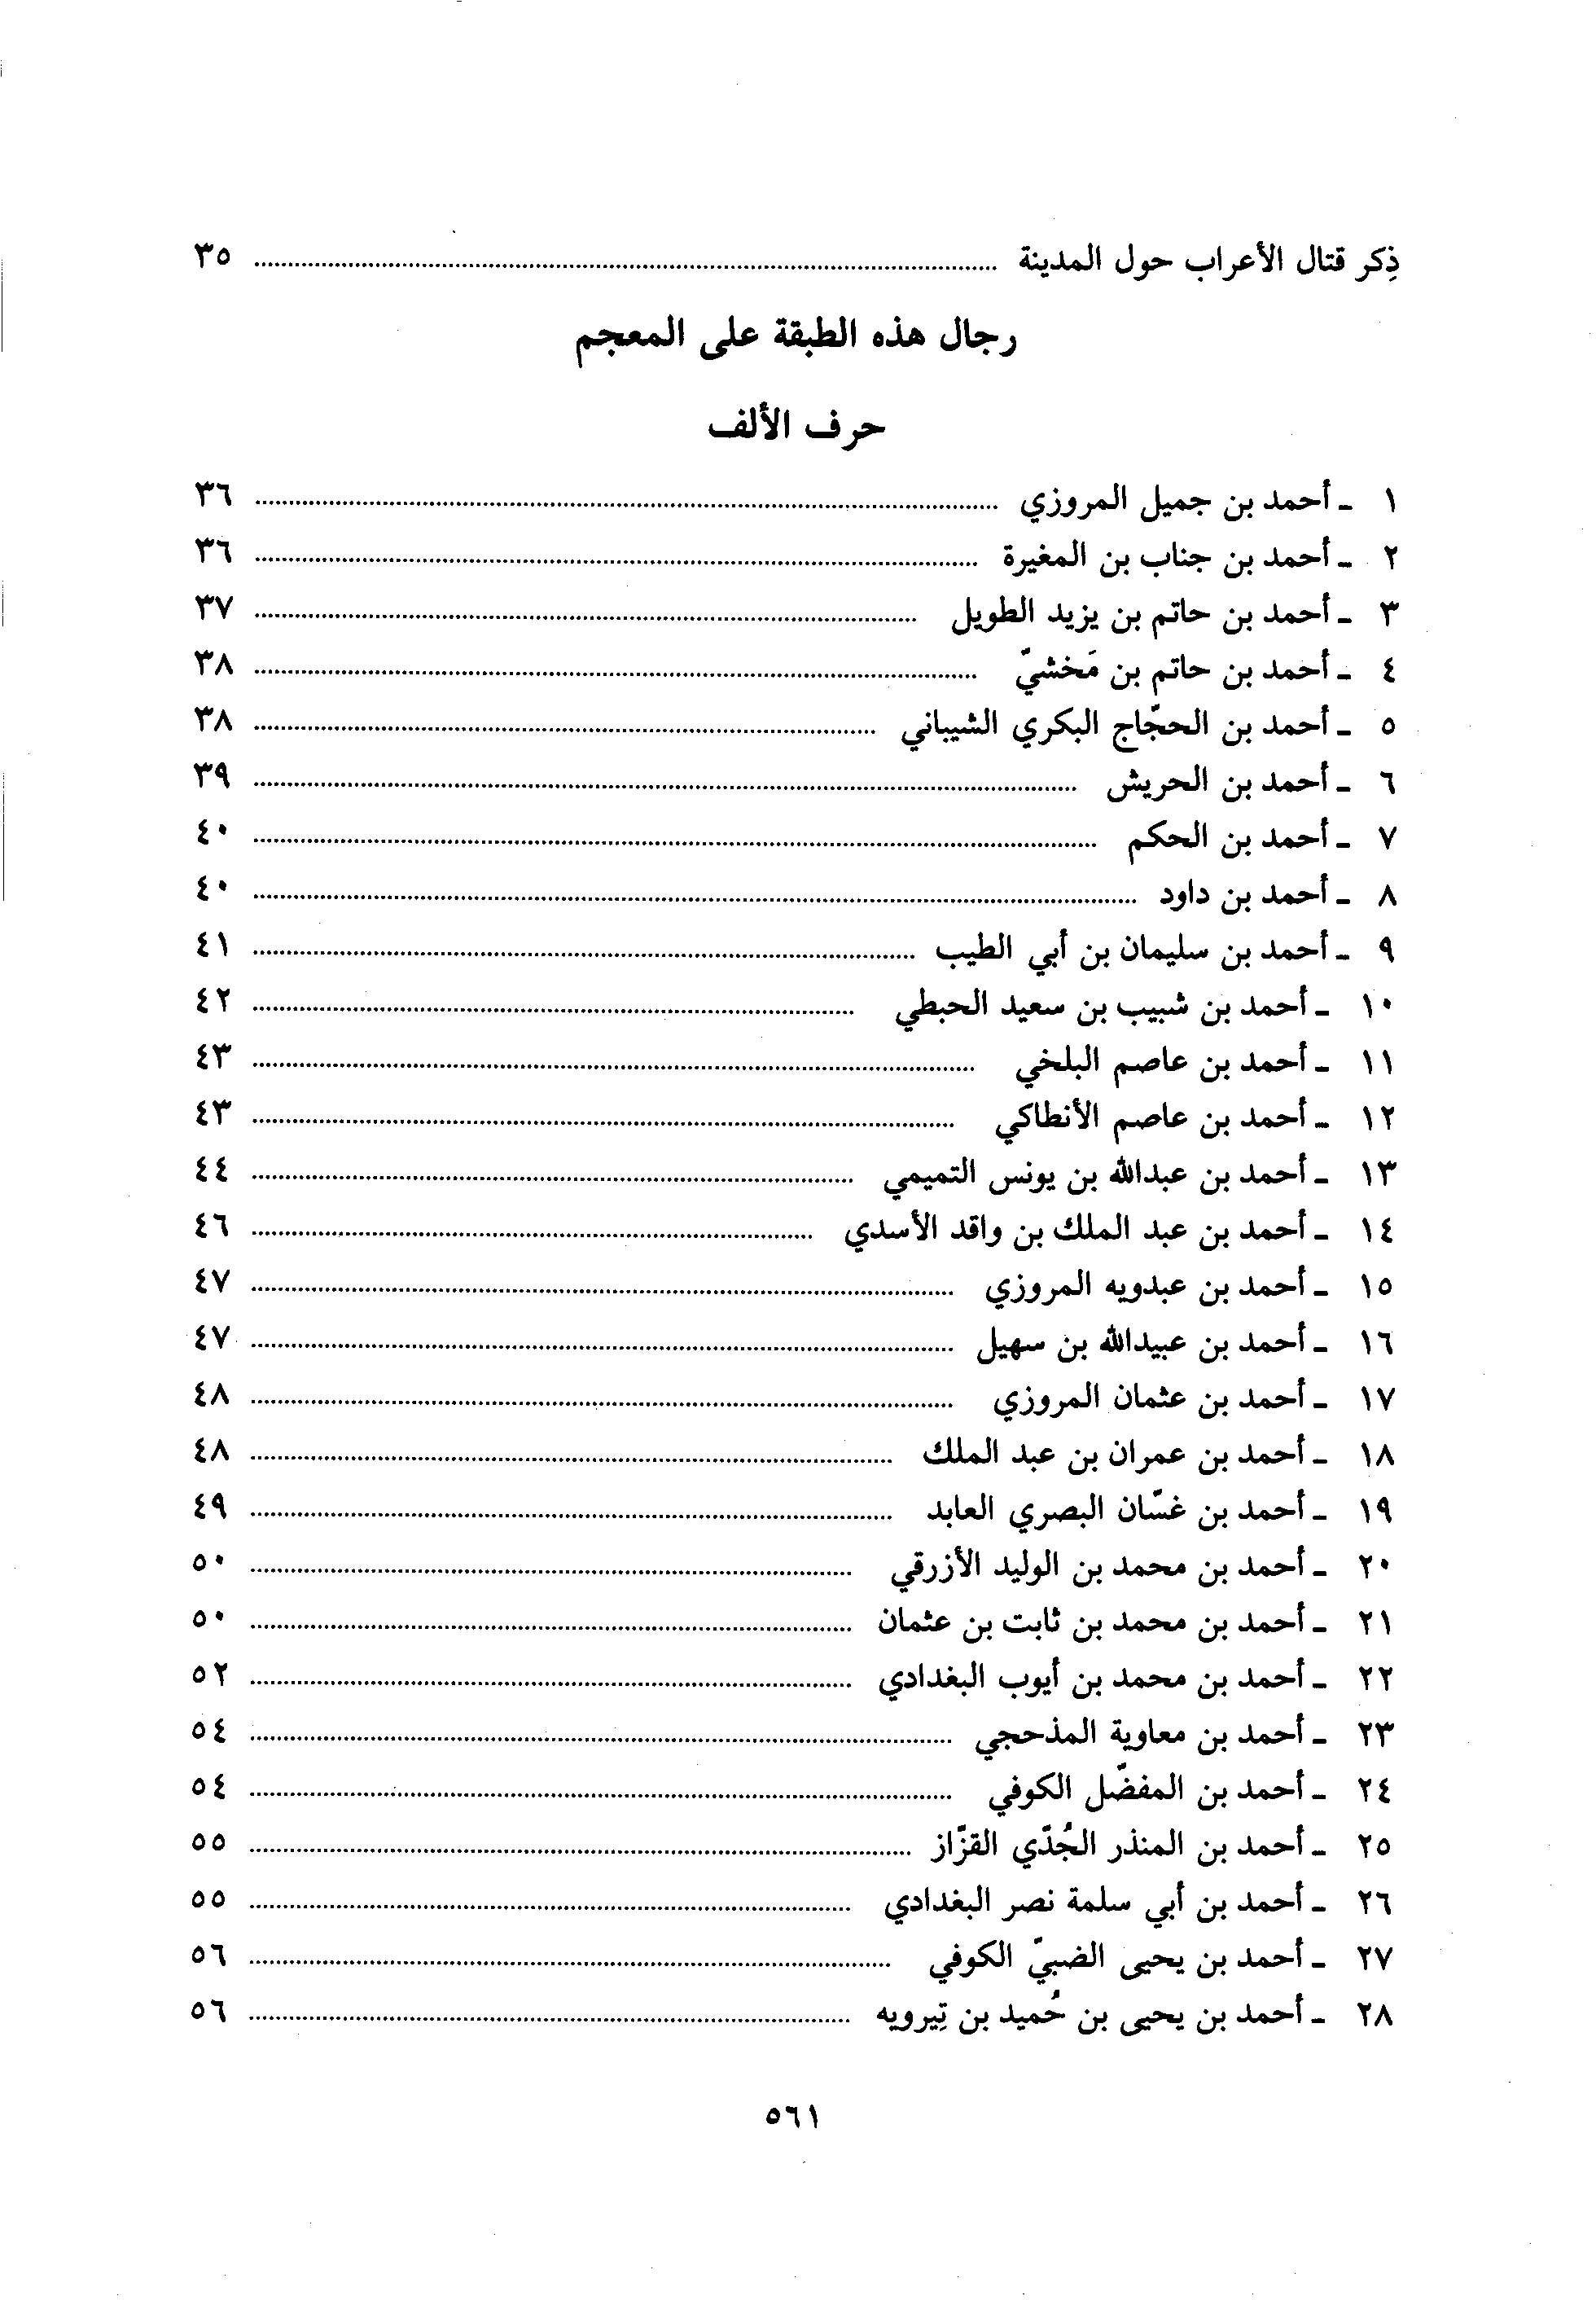 ذِكر قتال الأعراب حول المدينة ................ ٣٥
رجال هذه الطبقة على المعجم
حرف الألف
١ - أحمد بن جميل المروزي ................ ٣٦
٢ - أحمد بن جناب بن المغيرة ................ ٣٦
٣ - أحمد بن حاتم بن يزيد الطويل ................ ٣٧
٤ - أحمد بن حاتم بن مَخشيّ ................ ٣٨
٥ - أحمد بن الحجّاج البكري الشيباني ................ ٣٨
٦ - أحمد بن الحريش ................ ٣٩
٧ - أحمد بن الحكم ................ ٤٠
٨ - أحمد بن داود ................ ٤٠
٩ - أحمد بن سليمان بن أبي الطيب ................ ٤١
١٠ - أحمد بن شبيب بن سعيد الحبطي ................ ٤٢
١١ - أحمد بن عاصم البلخي ................ ٤٣
١٢ - أحمد بن عاصم الأنطاكي ................ ٤٣
١٣ - أحمد بن عبدالله بن يونس التميمي ................ ٤٤
١٤ - أحمد بن عبد الملك بن واقد الأسدي ................ ٤٦
١٥ - أحمد بن عبدويه المروزي ................ ٤٧
١٦ - أحمد بن عبيدالله بن سهيل ................ ٤٧
١٧ - أحمد بن عثمان المروزي ................ ٤٨
١٨ - أحمد بن عمران بن عبد الملك ................ ٤٨
١٩ - أحمد بن غسّان البصري العابد ................ ٤٩
٢٠ - أحمد بن محمد بن الوليد الأزرقي ................ ٥٠
٢١ - أحمد بن محمد بن ثابت بن عثمان ................ ٥٠
٢٢ - أحمد بن محمد بن أيوب البغدادي ................ ٥٢
٢٣ - أحمد بن معاوية المذحجي ................ ٥٤
٢٤ - أحمد بن المفضّل الكوفي ................ ٥٤
٢٥ - أحمد بن المنذر الجُدّي القزّاز ................ ٥٥
٢٦ - أحمد بن أبي سلمة نصر البغدادي ................ ٥٥
٢٧ - أحمد بن يحيى الضبيّ الكوفي ................ ٥٦
٢٨ - أحمد بن يحيى بن حُميد بن تِيرويه ................ ٥٦
٥٦١